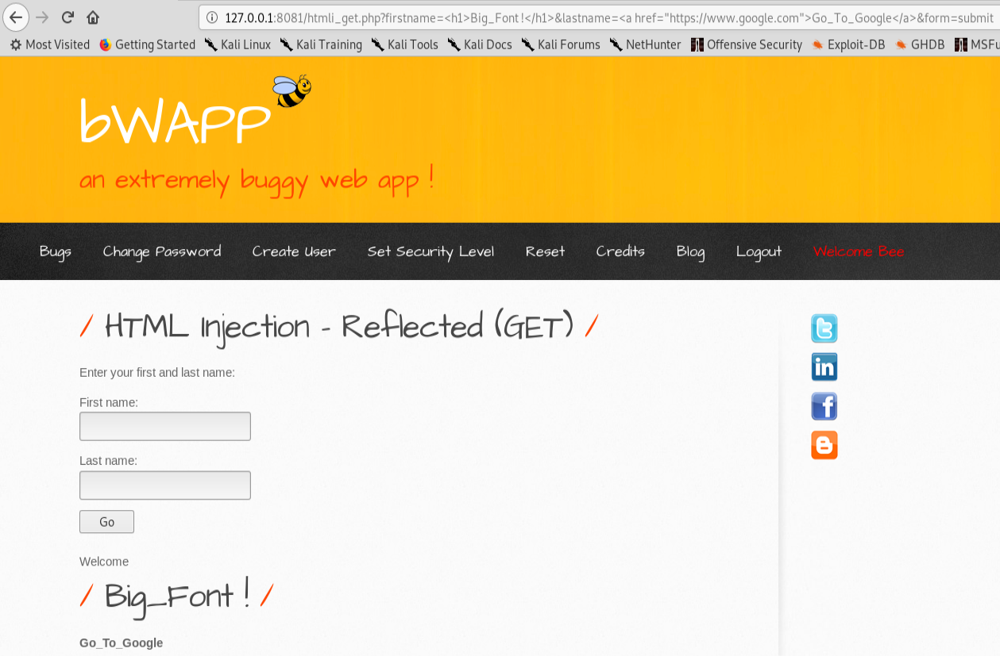 127.0.0.1:8081/htmli_get.php?firstname=<h1>Big_Font!</h1>&lastname=<a href="https://www.google.com">Go_To_Google</a>&form=submit
Most Visited Getting Started Kali Linux Kali Training Kali Tools Kali Docs Kali Forums NetHunter Offensive Security Exploit-DB GHDB MSFu
bWAPP
an extremely buggy web app !
Bugs Change Password Create User Set Security Level Reset Credits Blog Logout Welcome Bee
/ HTML Injection - Reflected (GET) /
Enter your first and last name:
First name:
Last name:
Go
Welcome
/ Big_Font! /
Go_To_Google